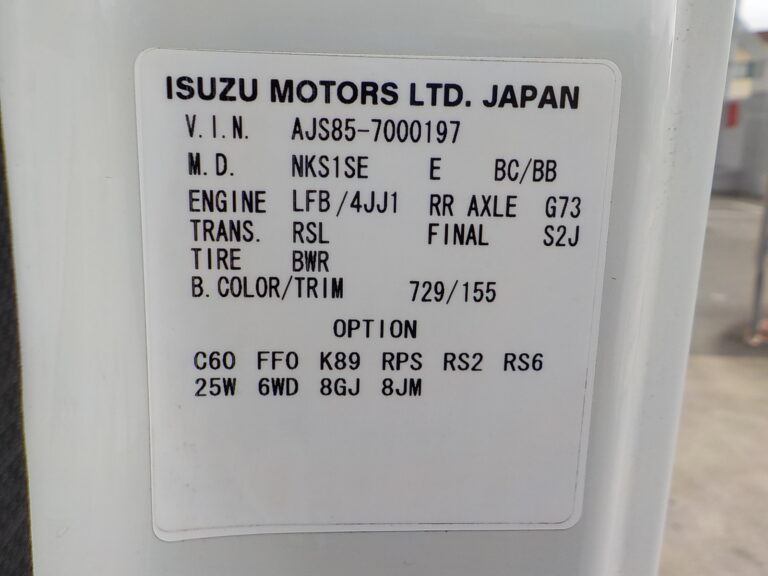 ISUZU MOTORS LTD. JAPAN
V.I.N. AJS85-7000197
M.D. NKS1SE E BC/BB
ENGINE LFB/4JJ1 RR AXLE G73
TRANS. RSL FINAL S2J
TIRE BWR
B.COLOR/TRIM 729/155
OPTION
C60 FF0 K89 RPS RS2 RS6
25W 6WD 8GJ 8JM